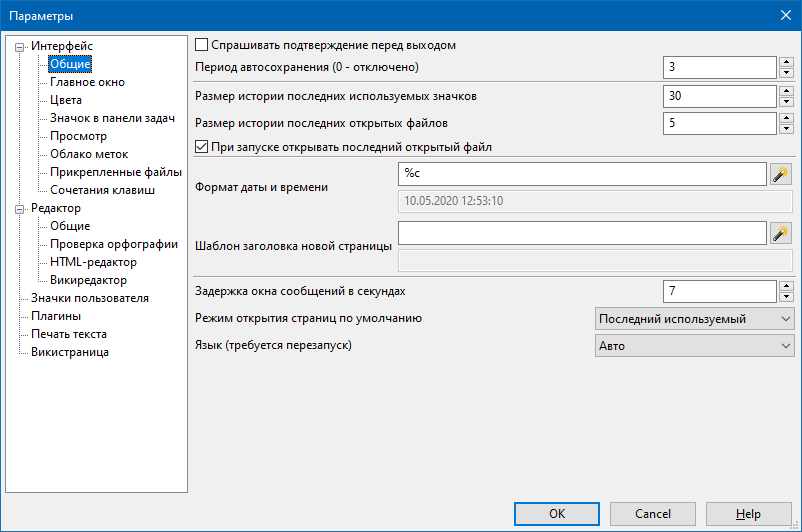 Параметры
Интерфейс
Общие
Главное окно
Цвета
Значок в панели задач
Просмотр
Облако меток
Прикрепленные файлы
Сочетания клавиш
Редактор
Общие
Проверка орфографии
HTML-редактор
Викиредактор
Значки пользователя
Плагины
Печать текста
Викистраница
Спрашивать подтверждение перед выходом
Период автосохранения (0 - отключено) 3
Размер истории последних используемых значков 30
Размер истории последних открытых файлов 5
При запуске открывать последний открытый файл
%c
Формат даты и времени
10.05.2020 12:53:10
Шаблон заголовка новой страницы
Задержка окна сообщений в секундах 7
Режим открытия страниц по умолчанию Последний используемый
Язык (требуется перезапуск) Авто
OK Cancel Help